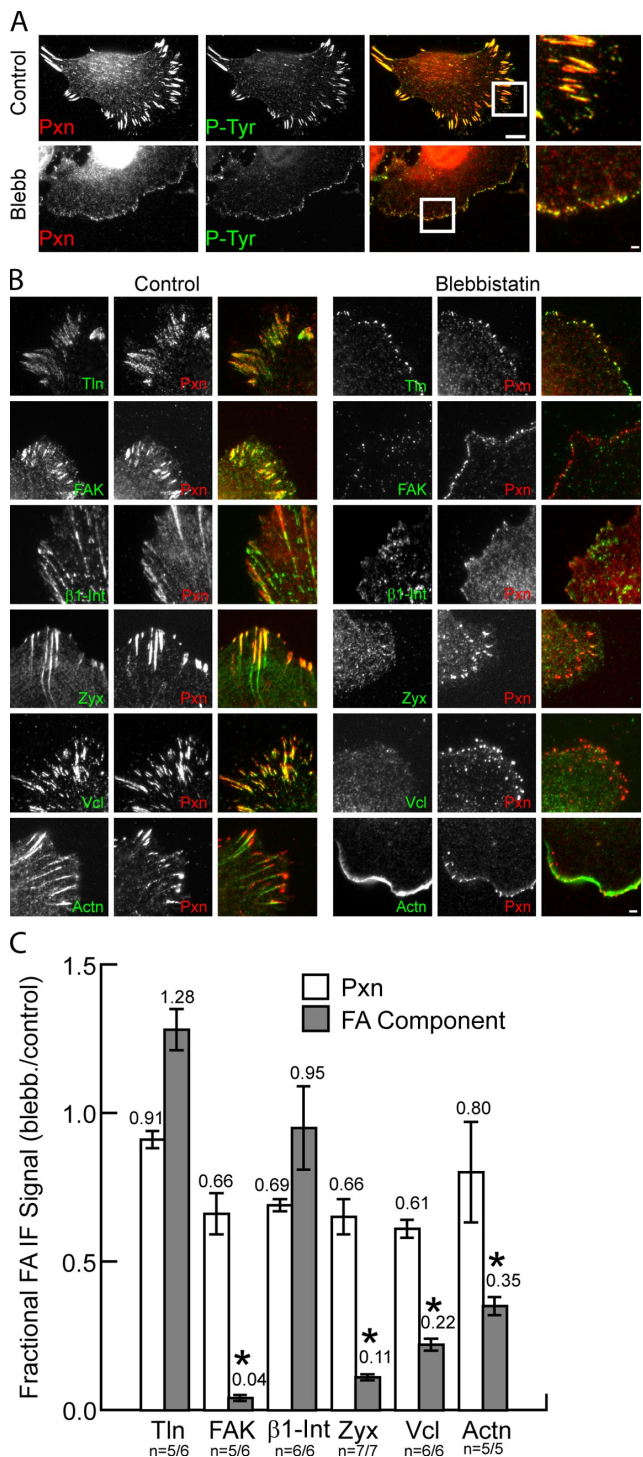 A
Control
Pxn P-Tyr
Blebb
Pxn P-Tyr
B
Control Blebbistatin
Tln Pxn Tln Pxn
FAK Pxn FAK Pxn
β1-Int Pxn β1-Int Pxn
Zyx Pxn Zyx Pxn
Vcl Pxn Vcl Pxn
Actn Pxn Actn Pxn
C
Fractional FA IF Signal (blebb./control)
1.5
1.0
0.5
0.0
Pxn
FA Component
0.91 1.28 0.66 * 0.04 0.69 0.95 0.66 * 0.11 0.61 * 0.22 0.80 * 0.35
Tln FAK β1-Int Zyx Vcl Actn
n=5/6 n=5/6 n=6/6 n=7/7 n=6/6 n=5/5